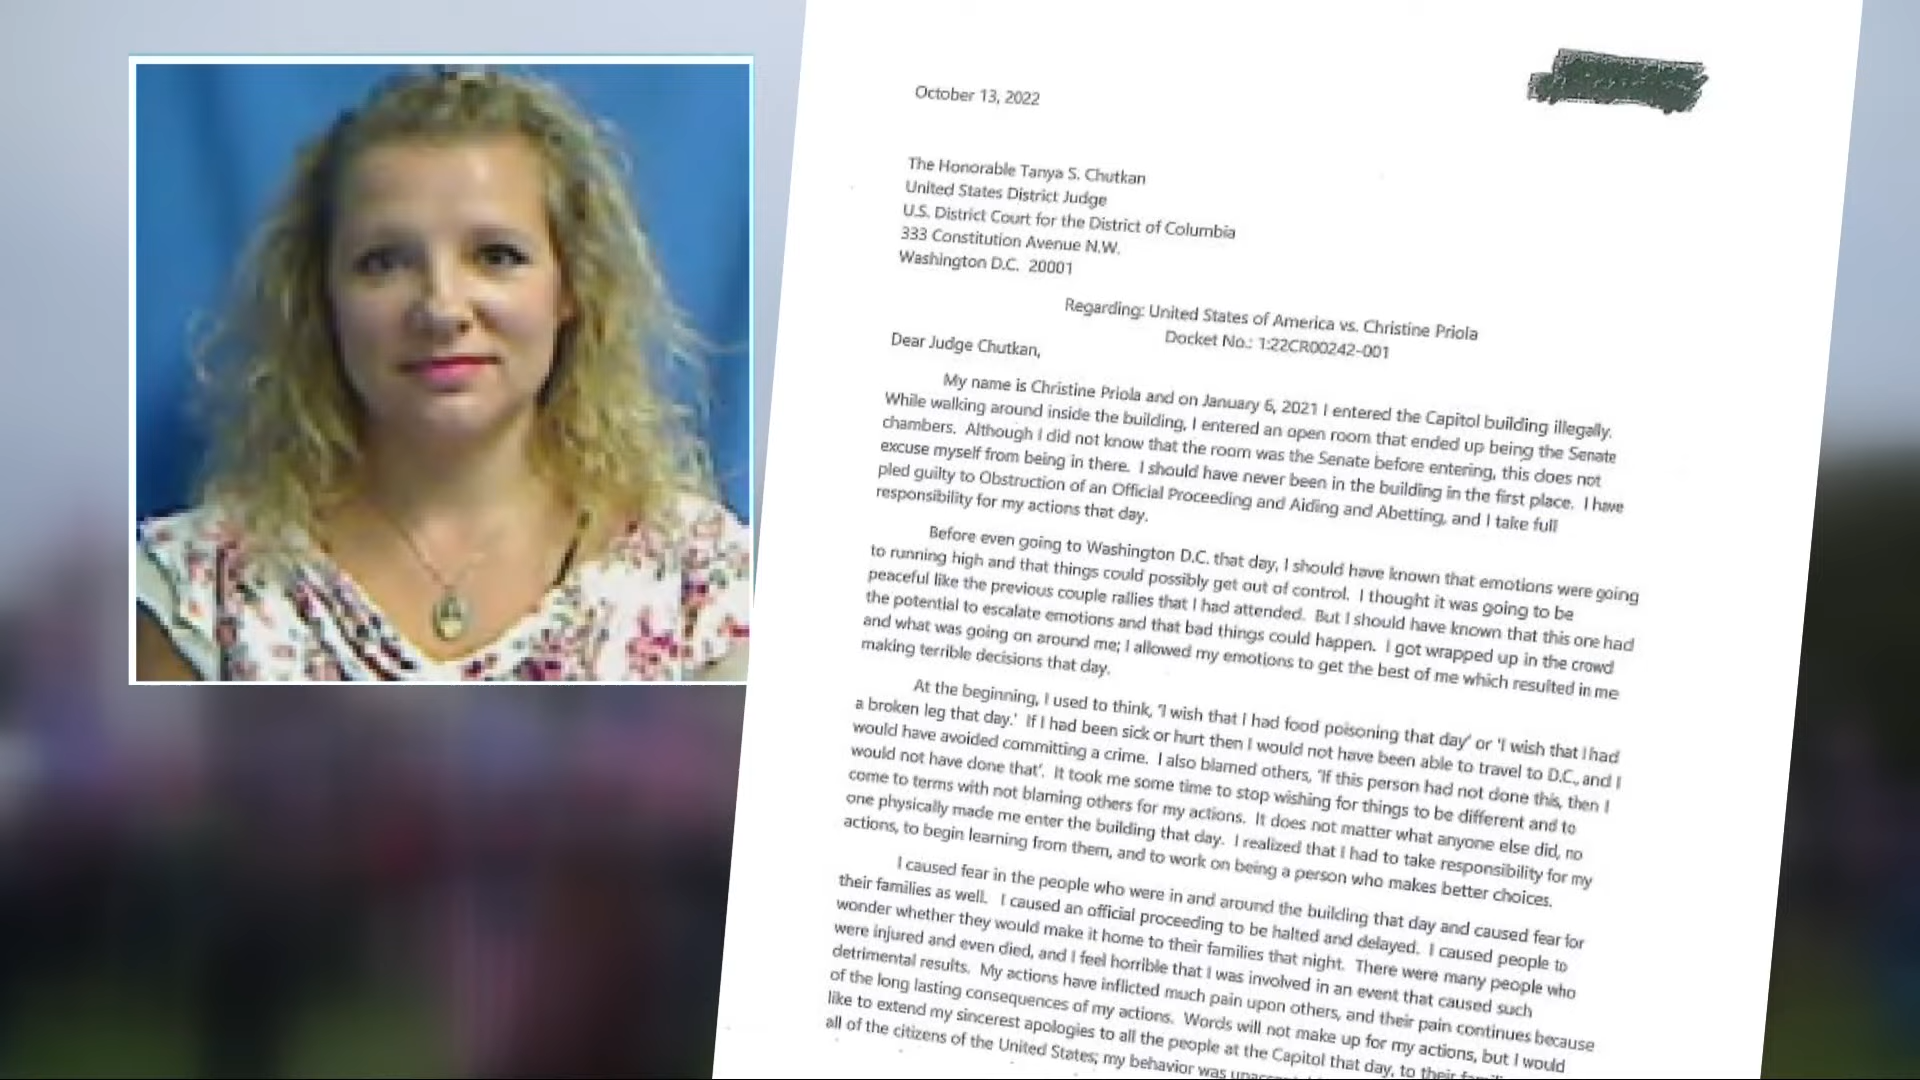 October 13, 2022
The Honorable Tanya S. Chutkan
United States District Judge
U.S. District Court for the District of Columbia
333 Constitution Avenue N.W.
Washington D.C. 20001
Regarding: United States of America vs. Christine Priola
Docket No.: 1:22CR00242-001
Dear Judge Chutkan,
My name is Christine Priola and on January 6, 2021 I entered the Capitol building illegally.
While walking around inside the building, I entered an open room that ended up being the Senate
chambers. Although I did not know that the room was the Senate before entering, this does not
excuse myself from being in there. I should have never been in the building in the first place. I have
pled guilty to Obstruction of an Official Proceeding and Aiding and Abetting, and I take full
responsibility for my actions that day.
Before even going to Washington D.C. that day, I should have known that emotions were going
to running high and that things could possibly get out of control. I thought it was going to be
peaceful like the previous couple rallies that I had attended. But I should have known that this one had
the potential to escalate emotions and that bad things could happen. I got wrapped up in the crowd
and what was going on around me; I allowed my emotions to get the best of me which resulted in me
making terrible decisions that day.
At the beginning, I used to think, 'I wish that I had food poisoning that day' or 'I wish that I had
a broken leg that day.' If I had been sick or hurt then I would not have been able to travel to D.C., and I
would have avoided committing a crime. I also blamed others, 'If this person had not done this, then I
would not have done that'. It took me some time to stop wishing for things to be different and to
come to terms with not blaming others for my actions. It does not matter what anyone else did, no
one physically made me enter the building that day. I realized that I had to take responsibility for my
actions, to begin learning from them, and to work on being a person who makes better choices.
I caused fear in the people who were in and around the building that day and caused fear for
their families as well. I caused an official proceeding to be halted and delayed. I caused people to
wonder whether they would make it home to their families that night. There were many people who
were injured and even died, and I feel horrible that I was involved in an event that caused such
detrimental results. My actions have inflicted much pain upon others, and their pain continues because
of the long lasting consequences of my actions. Words will not make up for my actions, but I would
like to extend my sincerest apologies to all the people at the Capitol that day, to their
all of the citizens of the United States; my behavior was